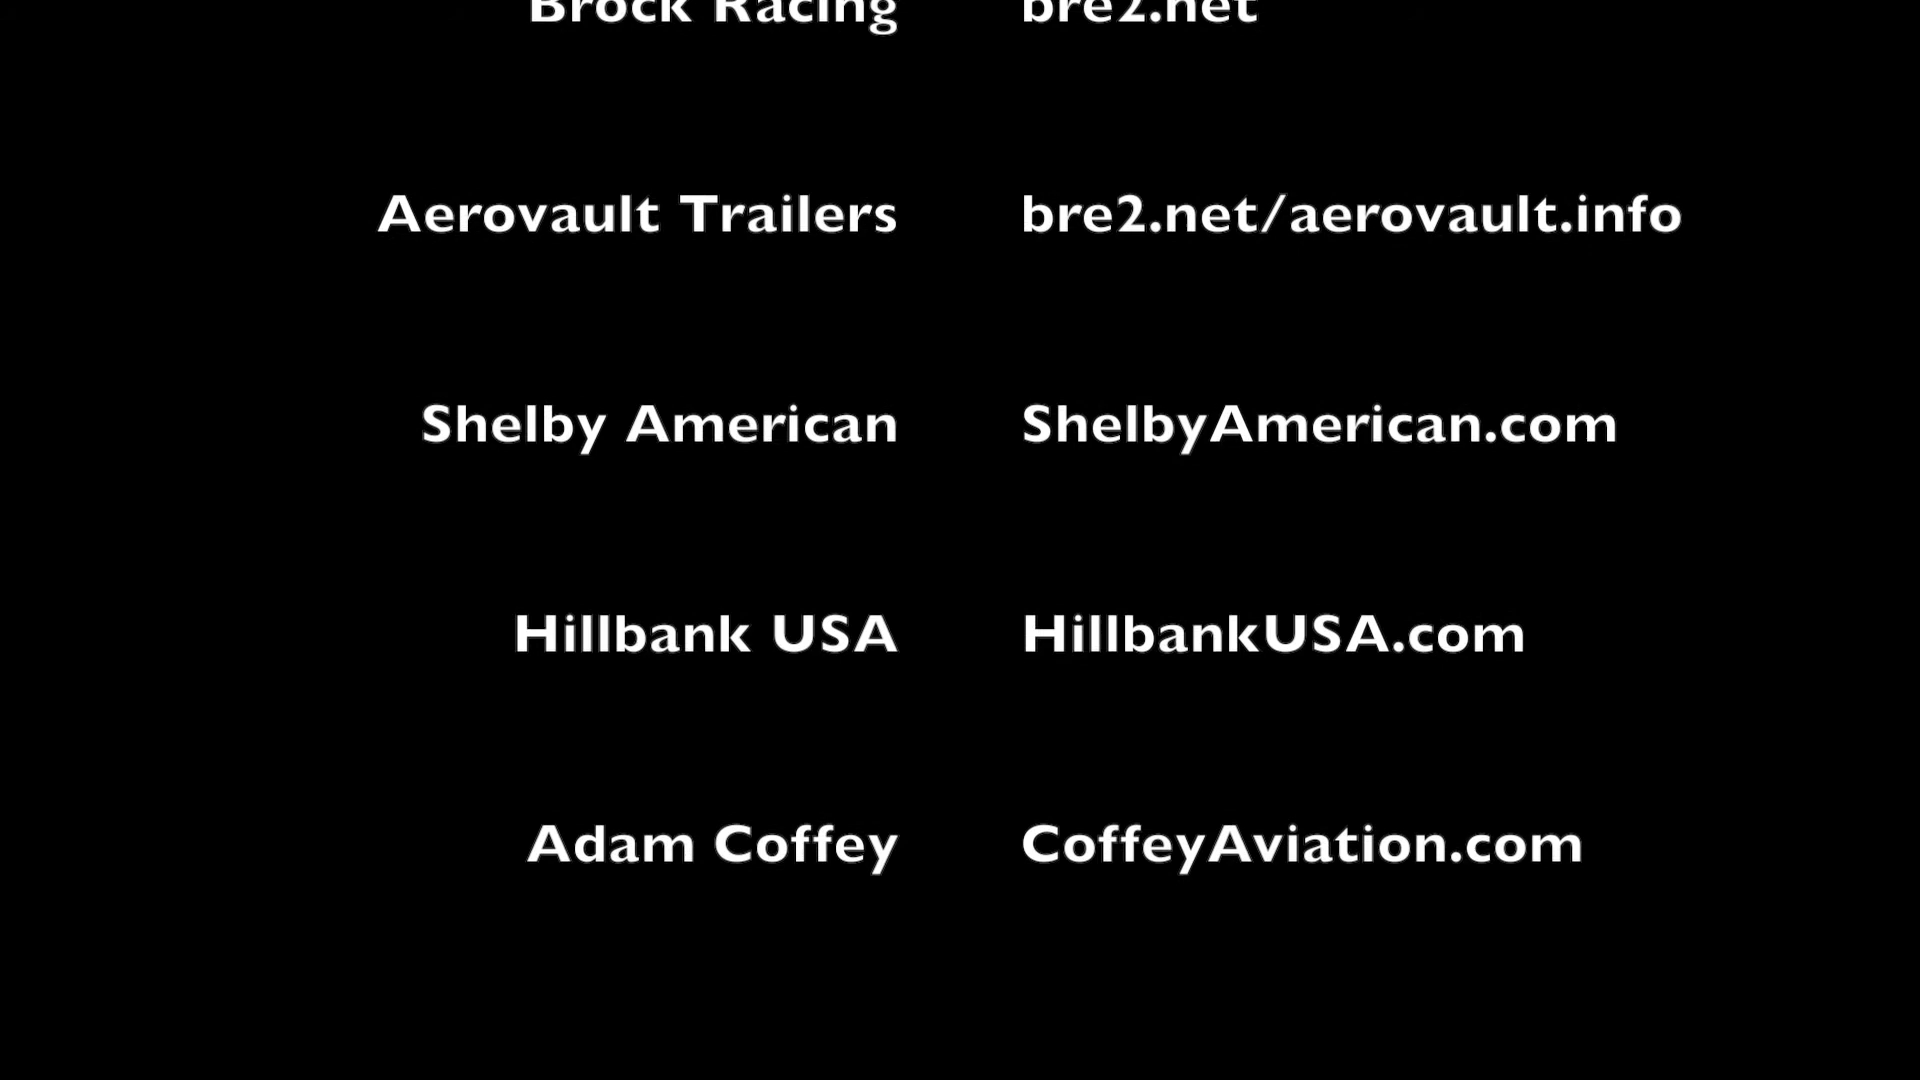 Brock Racing bre2.net
Aerovault Trailers bre2.net/aerovault.info
Shelby American ShelbyAmerican.com
Hillbank USA HillbankUSA.com
Adam Coffey CoffeyAviation.com